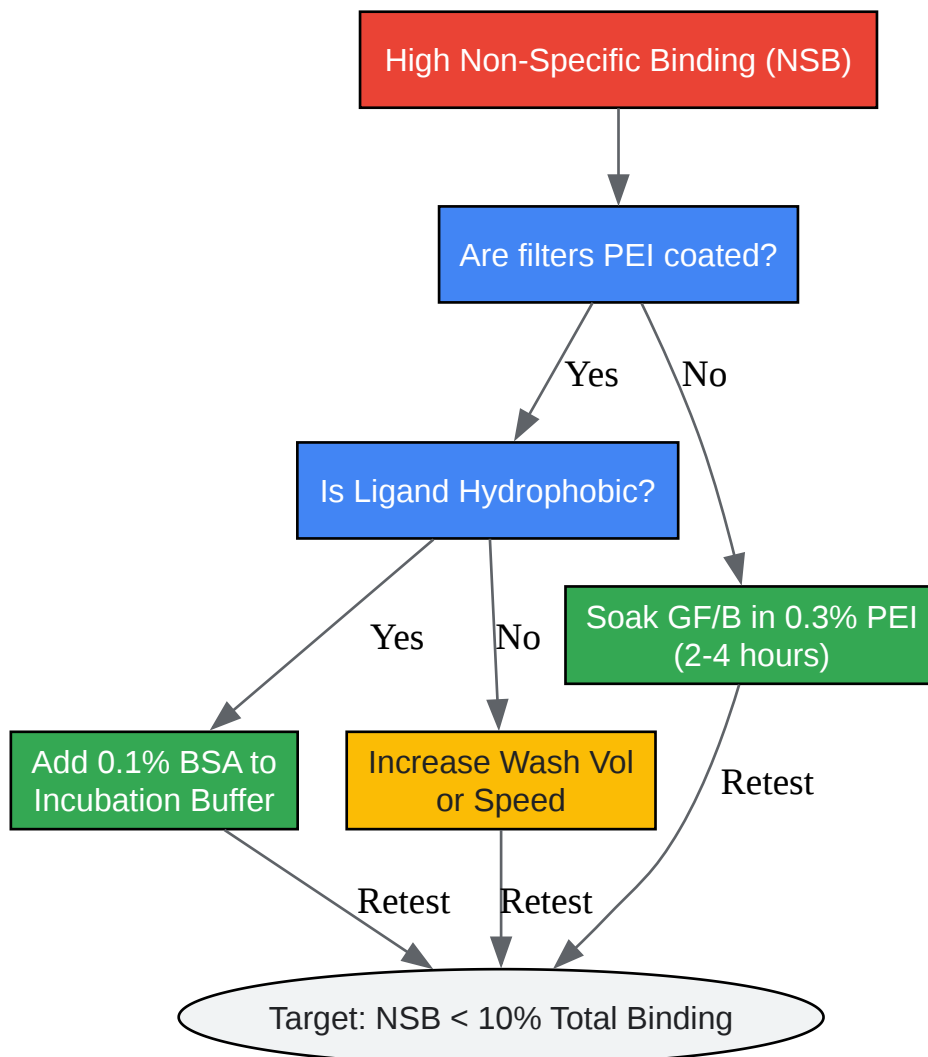 High Non-Specific Binding (NSB)
Are filters PEI coated?
Yes
No
Is Ligand Hydrophobic?
Soak GF/B in 0.3% PEI
(2-4 hours)
Yes
No
Add 0.1% BSA to
Incubation Buffer
Increase Wash Vol
or Speed
Retest
Retest
Retest
Target: NSB < 10% Total Binding